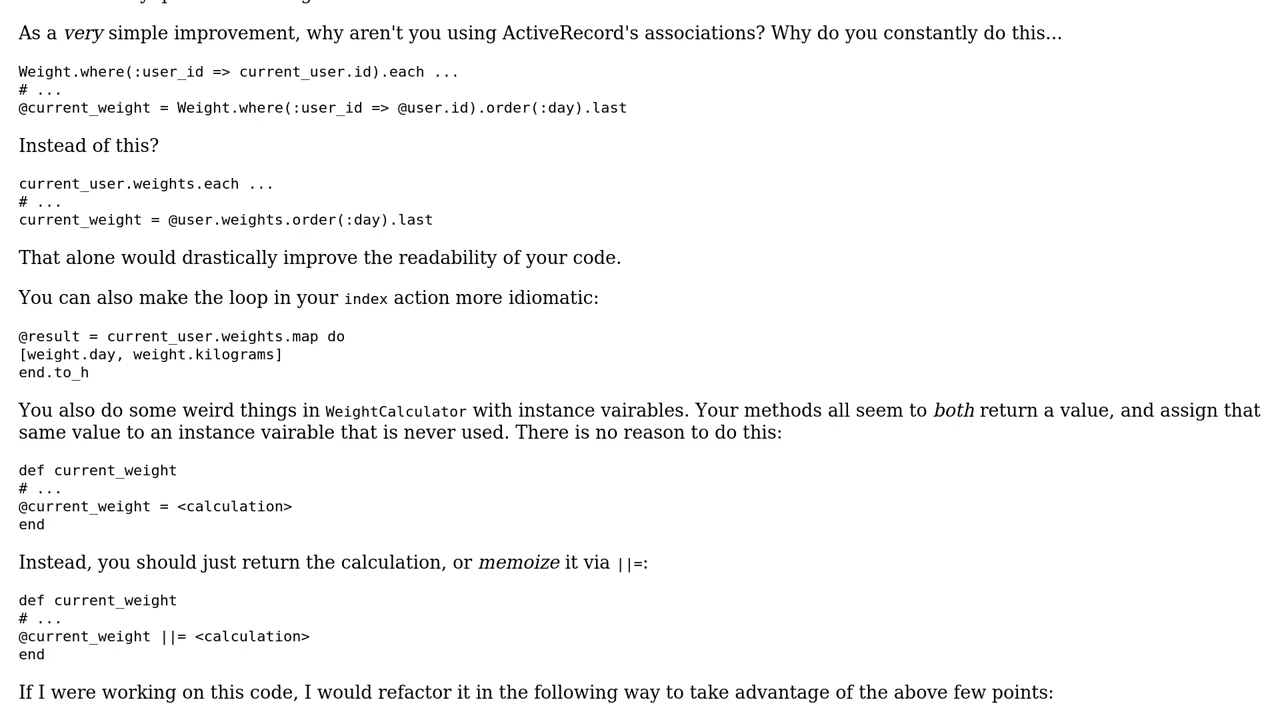 As a very simple improvement, why aren't you using ActiveRecord's associations? Why do you constantly do this...
Weight.where(:user_id => current_user.id).each ...
# ...
@current_weight = Weight.where(:user_id => @user.id).order(:day).last
Instead of this?
current_user.weights.each ...
# ...
current_weight = @user.weights.order(:day).last
That alone would drastically improve the readability of your code.
You can also make the loop in your index action more idiomatic:
@result = current_user.weights.map do
[weight.day, weight.kilograms]
end.to_h
You also do some weird things in WeightCalculator with instance vairables. Your methods all seem to both return a value, and assign that
same value to an instance vairable that is never used. There is no reason to do this:
def current_weight
# ...
@current_weight = <calculation>
end
Instead, you should just return the calculation, or memoize it via ||=:
def current_weight
# ...
@current_weight ||= <calculation>
end
If I were working on this code, I would refactor it in the following way to take advantage of the above few points: